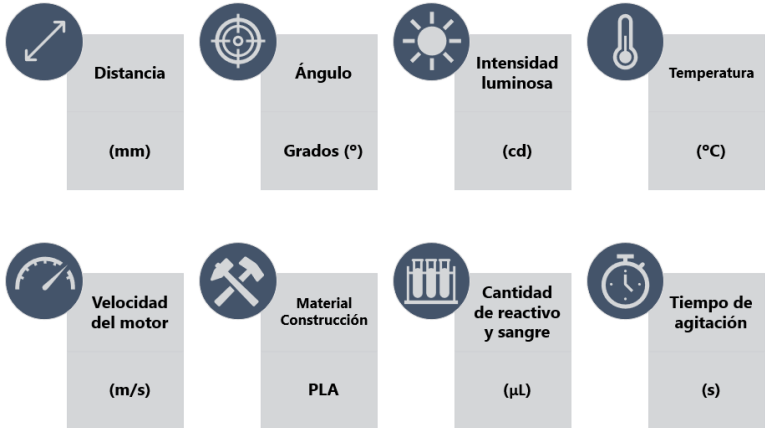 Distancia
(mm)
Ángulo
Grados (º)
Intensidad
luminosa
(cd)
Temperatura
(ºC)
Velocidad
del motor
(m/s)
Material
Construcción
PLA
Cantidad
de reactivo
y sangre
(µL)
Tiempo de
agitación
(s)